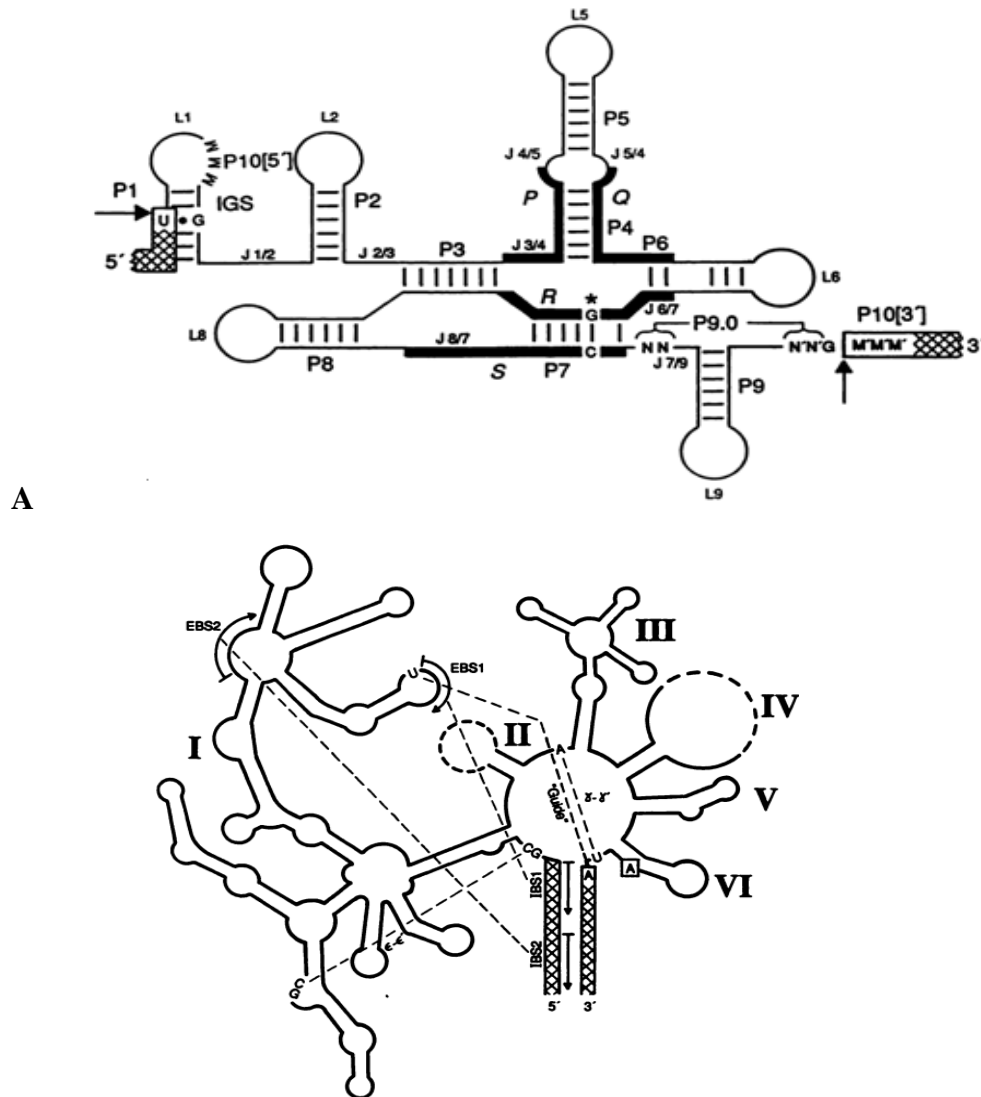 L5
L1
L2
P5
M M M
P10[5´]
J 4/5
J 5/4
P1
IGS
P2
P
Q
U • G
P4
5´
J 1/2
J 2/3
P3
J 3/4
P6
L6
R
*
G
J 6/7
P9.0
P10[3´]
L8
J 8/7
P8
S
P7
C
N N
J 7/9
N´N´G
M´M´M´
3´
P9
L9
A
EBS2
III
U
EBS1
IV
I
II
A
"Guide"
γ-γ´
V
CG
U
A
A
IBS1
VI
ε-ε´
IBS2
C
G
5´
3´